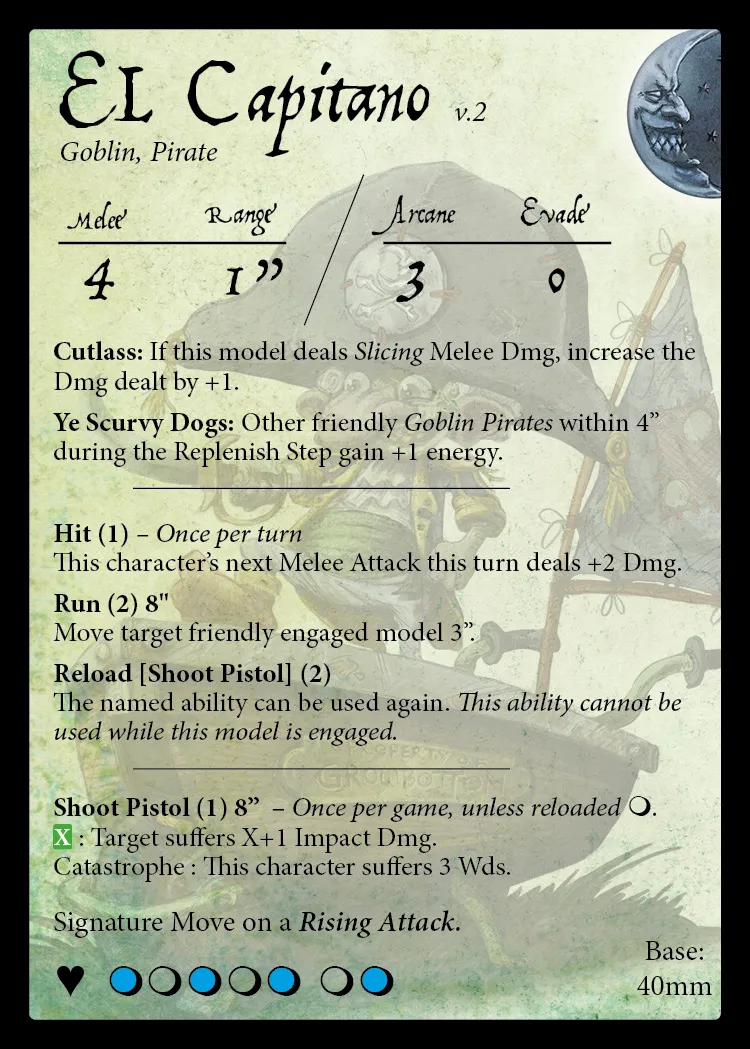 El Capitano v.2
Goblin, Pirate
Melee Range Arcane Evade
4 1” / 3 0
Cutlass: If this model deals Slicing Melee Dmg, increase the
Dmg dealt by +1.
Ye Scurvy Dogs: Other friendly Goblin Pirates within 4”
during the Replenish Step gain +1 energy.
Hit (1) – Once per turn
This character’s next Melee Attack this turn deals +2 Dmg.
Run (2) 8"
Move target friendly engaged model 3”.
Reload [Shoot Pistol] (2)
The named ability can be used again. This ability cannot be
used while this model is engaged.
PROPERTY OF
GROTBOTTOM
Shoot Pistol (1) 8” – Once per game, unless reloaded ❍.
X : Target suffers X+1 Impact Dmg.
Catastrophe : This character suffers 3 Wds.
Signature Move on a Rising Attack.
Base:
40mm